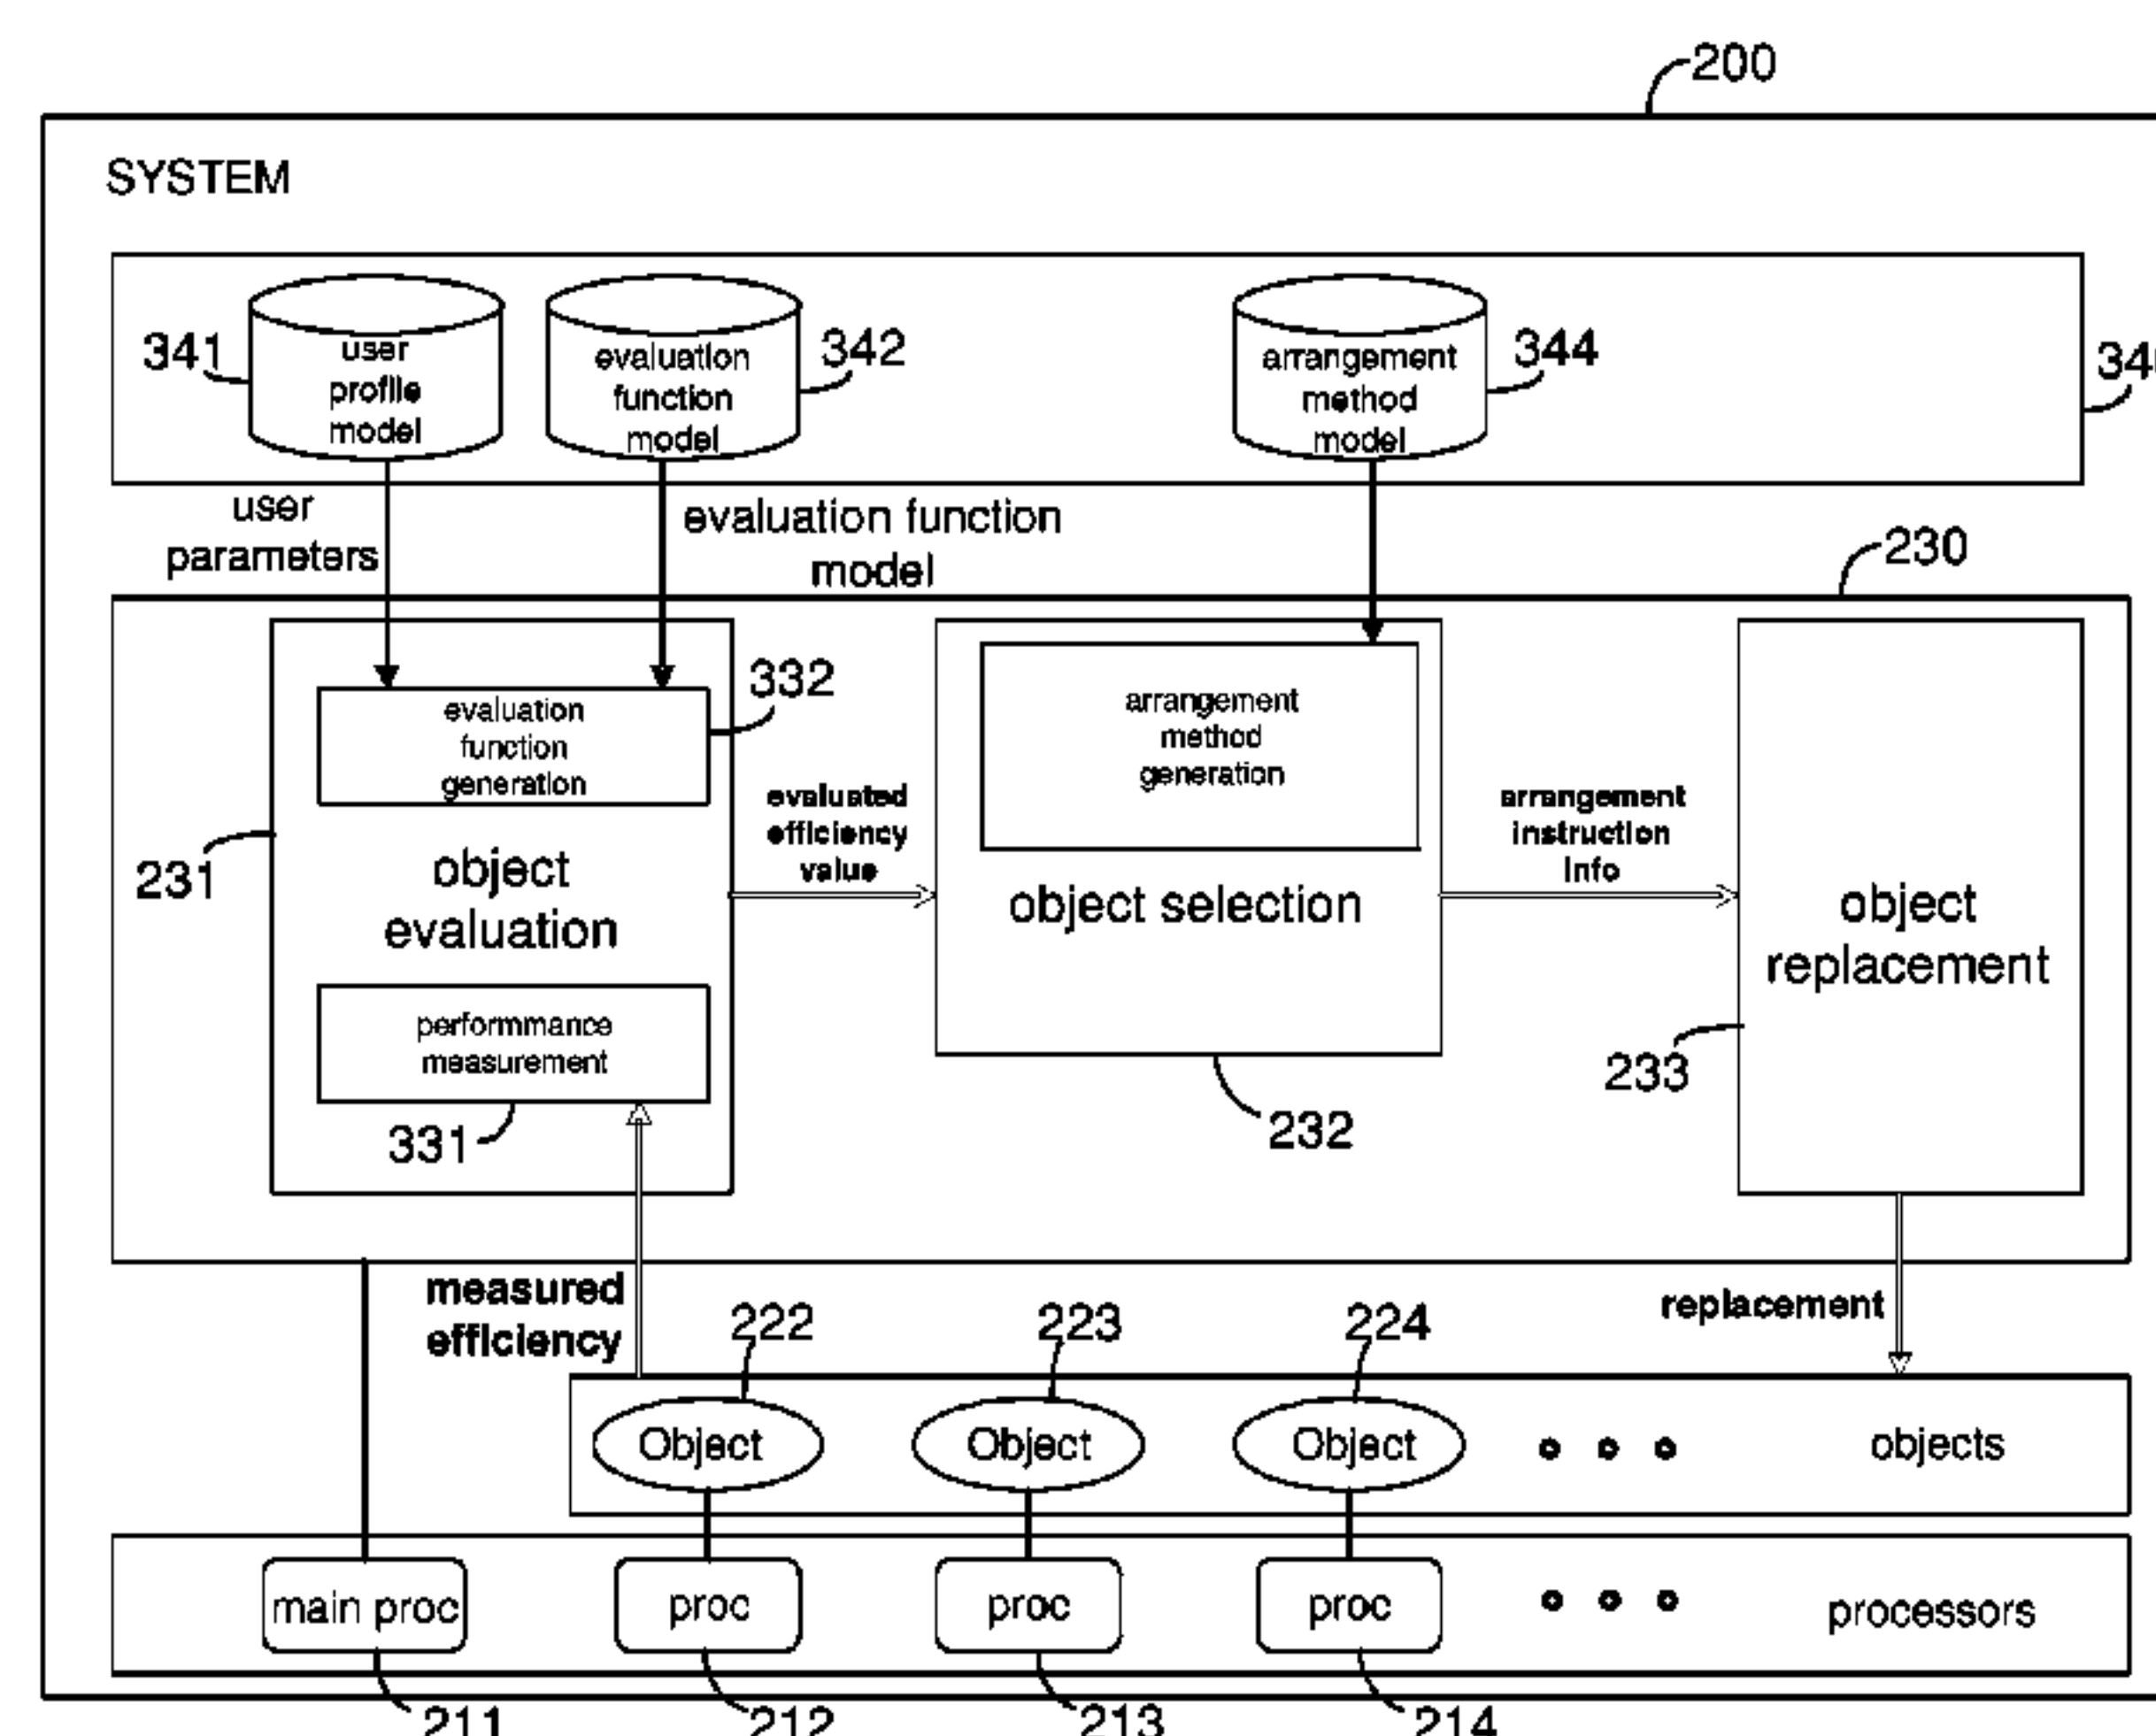 200
SYSTEM
341
user
profile
model
evaluation
function
model
342
arrangement
method
model
344
user
parameters
evaluation function
model
230
evaluation
function
generation
332
231
object
evaluation
performmance
measurement
331
evaluated
efficiency
value
arrangement
method
generation
object selection
232
arrangement
instruction
info
object
replacement
233
measured
efficiency
replacement
222
223
224
Object
Object
Object
objects
main proc
proc
proc
proc
processors
211
212
213
214